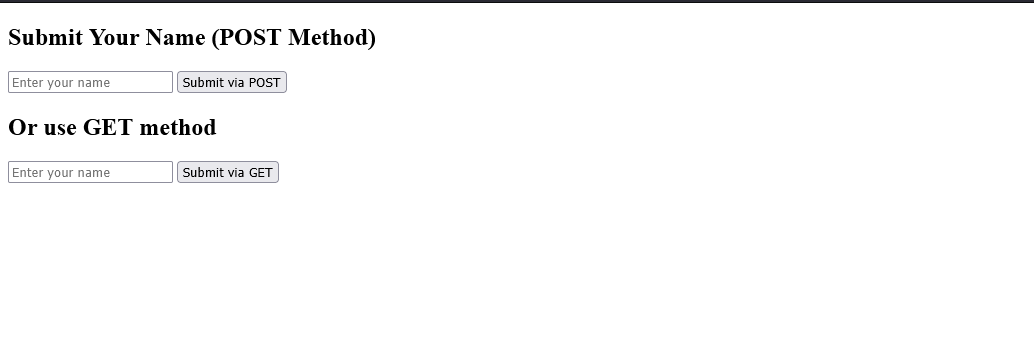 Submit Your Name (POST Method)
Enter your name Submit via POST
Or use GET method
Enter your name Submit via GET